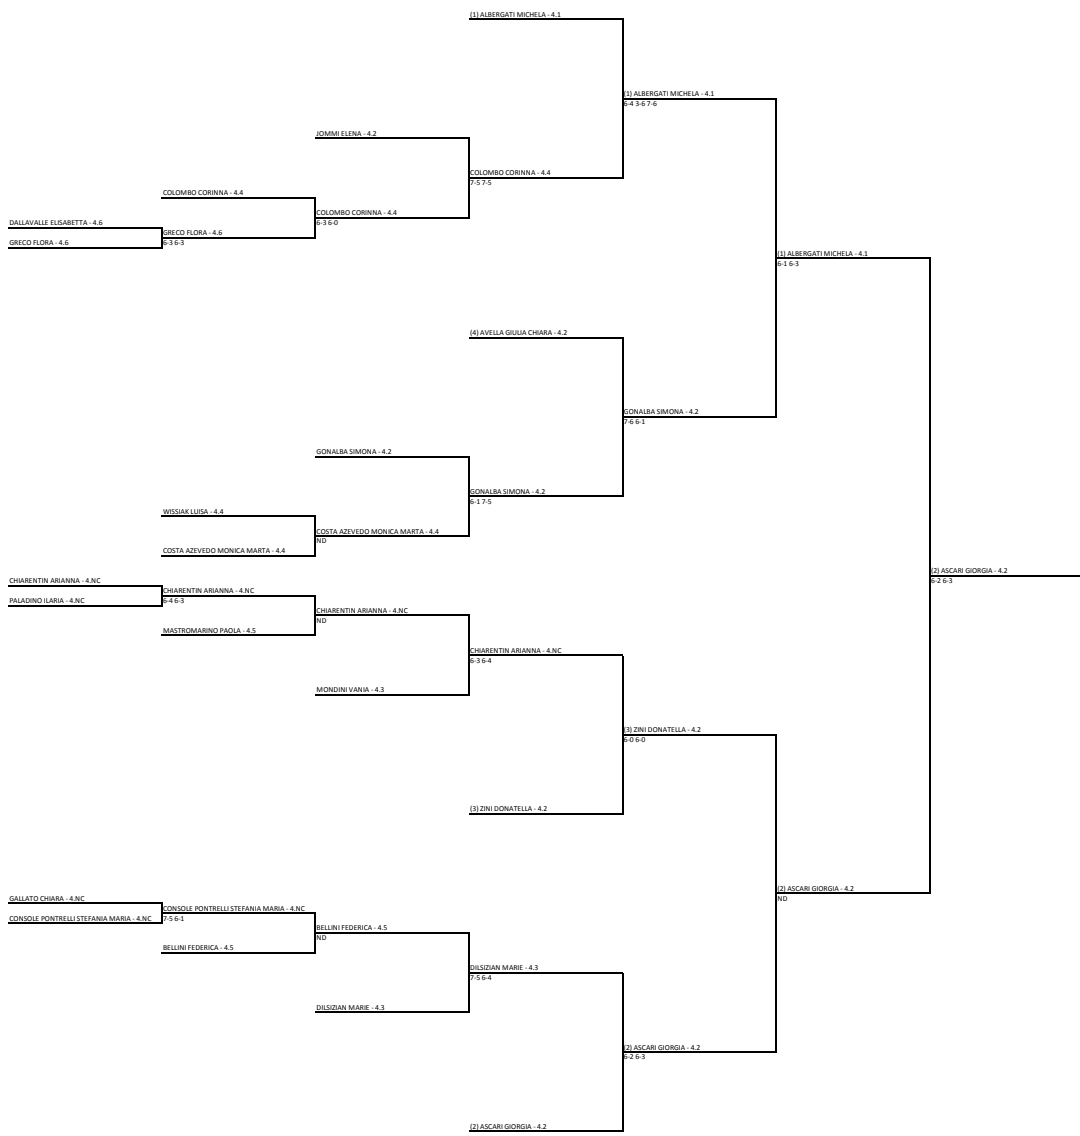 (1) ALBERGATI MICHELA - 4.1
(1) ALBERGATI MICHELA - 4.1
6-4 3-6 7-6
JOMMI ELENA - 4.2
COLOMBO CORINNA - 4.4
7-5 7-5
COLOMBO CORINNA - 4.4
COLOMBO CORINNA - 4.4
6-3 6-0
DALLAVALLE ELISABETTA - 4.6
GRECO FLORA - 4.6
6-3 6-3
GRECO FLORA - 4.6
(1) ALBERGATI MICHELA - 4.1
6-1 6-3
(4) AVELLA GIULIA CHIARA - 4.2
GONALBA SIMONA - 4.2
7-6 6-1
GONALBA SIMONA - 4.2
GONALBA SIMONA - 4.2
6-1 7-5
WISSIAK LUISA - 4.4
COSTA AZEVEDO MONICA MARTA - 4.4
ND
COSTA AZEVEDO MONICA MARTA - 4.4
(2) ASCARI GIORGIA - 4.2
6-2 6-3
CHIARENTIN ARIANNA - 4.NC
CHIARENTIN ARIANNA - 4.NC
6-4 6-3
PALADINO ILARIA - 4.NC
CHIARENTIN ARIANNA - 4.NC
ND
MASTROMARINO PAOLA - 4.5
CHIARENTIN ARIANNA - 4.NC
6-3 6-4
MONDINI VANIA - 4.3
(3) ZINI DONATELLA - 4.2
6-0 6-0
(3) ZINI DONATELLA - 4.2
(2) ASCARI GIORGIA - 4.2
ND
GALLATO CHIARA - 4.NC
CONSOLE PONTRELLI STEFANIA MARIA - 4.NC
7-5 6-1
CONSOLE PONTRELLI STEFANIA MARIA - 4.NC
BELLINI FEDERICA - 4.5
ND
BELLINI FEDERICA - 4.5
DILSIZIAN MARIE - 4.3
7-5 6-4
DILSIZIAN MARIE - 4.3
(2) ASCARI GIORGIA - 4.2
6-2 6-3
(2) ASCARI GIORGIA - 4.2